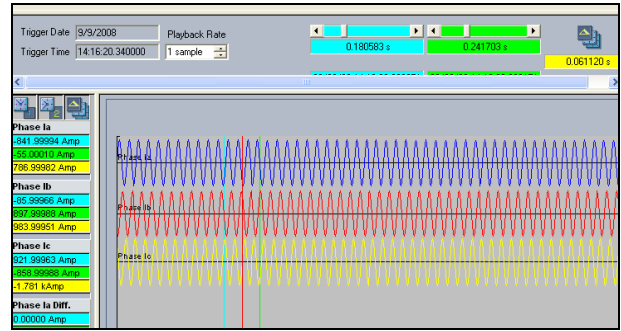 Trigger Date 9/9/2008
Playback Rate
Trigger Time 14:16:20.340000
1 sample
0.180583 s
0.241703 s
0.061120 s
Phase Ia
-841.99994 Amp
-55.00010 Amp
786.99982 Amp
Phase Ib
-85.99966 Amp
897.99988 Amp
983.99951 Amp
Phase Ic
921.99963 Amp
-858.99988 Amp
-1.781 kAmp
Phase Ia Diff.
0.00000 Amp
Phase Ia
Phase Ib
Phase Ic